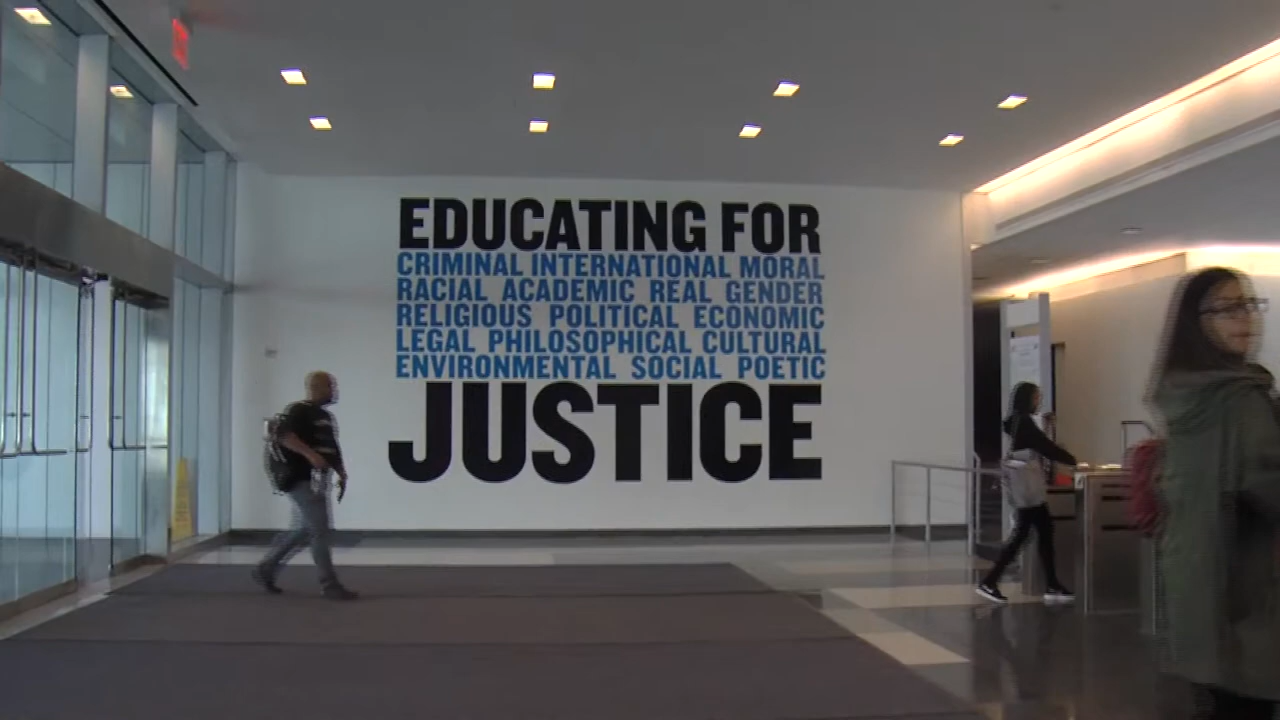 EDUCATING FOR
CRIMINAL INTERNATIONAL MORAL
RACIAL ACADEMIC REAL GENDER
RELIGIOUS POLITICAL ECONOMIC
LEGAL PHILOSOPHICAL CULTURAL
ENVIRONMENTAL SOCIAL POETIC
JUSTICE